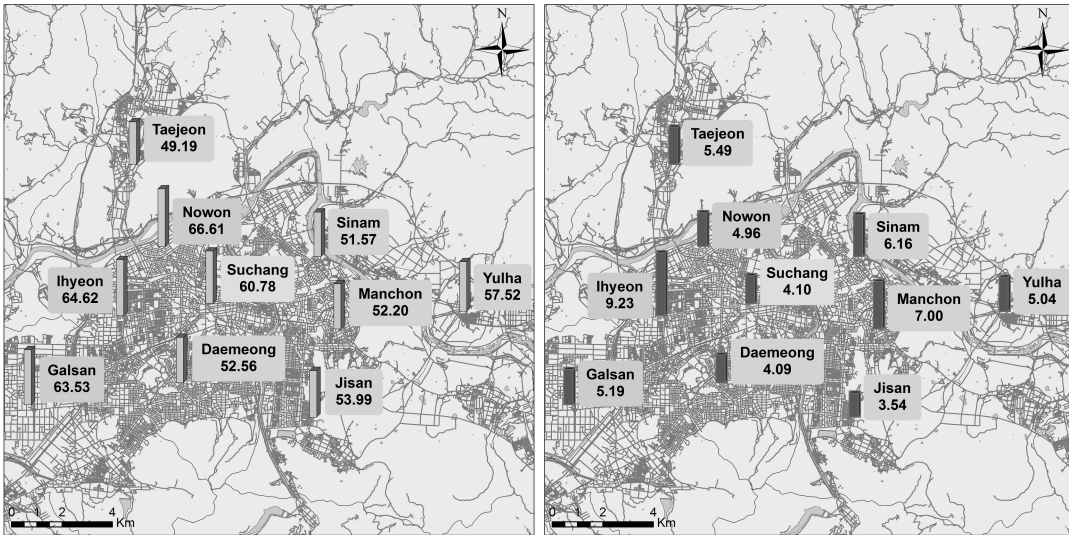 N
Taejeon
49.19
Nowon
66.61
Sinam
51.57
Ihyeon
64.62
Suchang
60.78
Yulha
57.52
Manchon
52.20
Daemeong
52.56
Galsan
63.53
Jisan
53.99
0 1 2 4
Km
N
Taejeon
5.49
Nowon
4.96
Sinam
6.16
Ihyeon
9.23
Suchang
4.10
Yulha
5.04
Manchon
7.00
Daemeong
4.09
Galsan
5.19
Jisan
3.54
0 1 2 4
Km